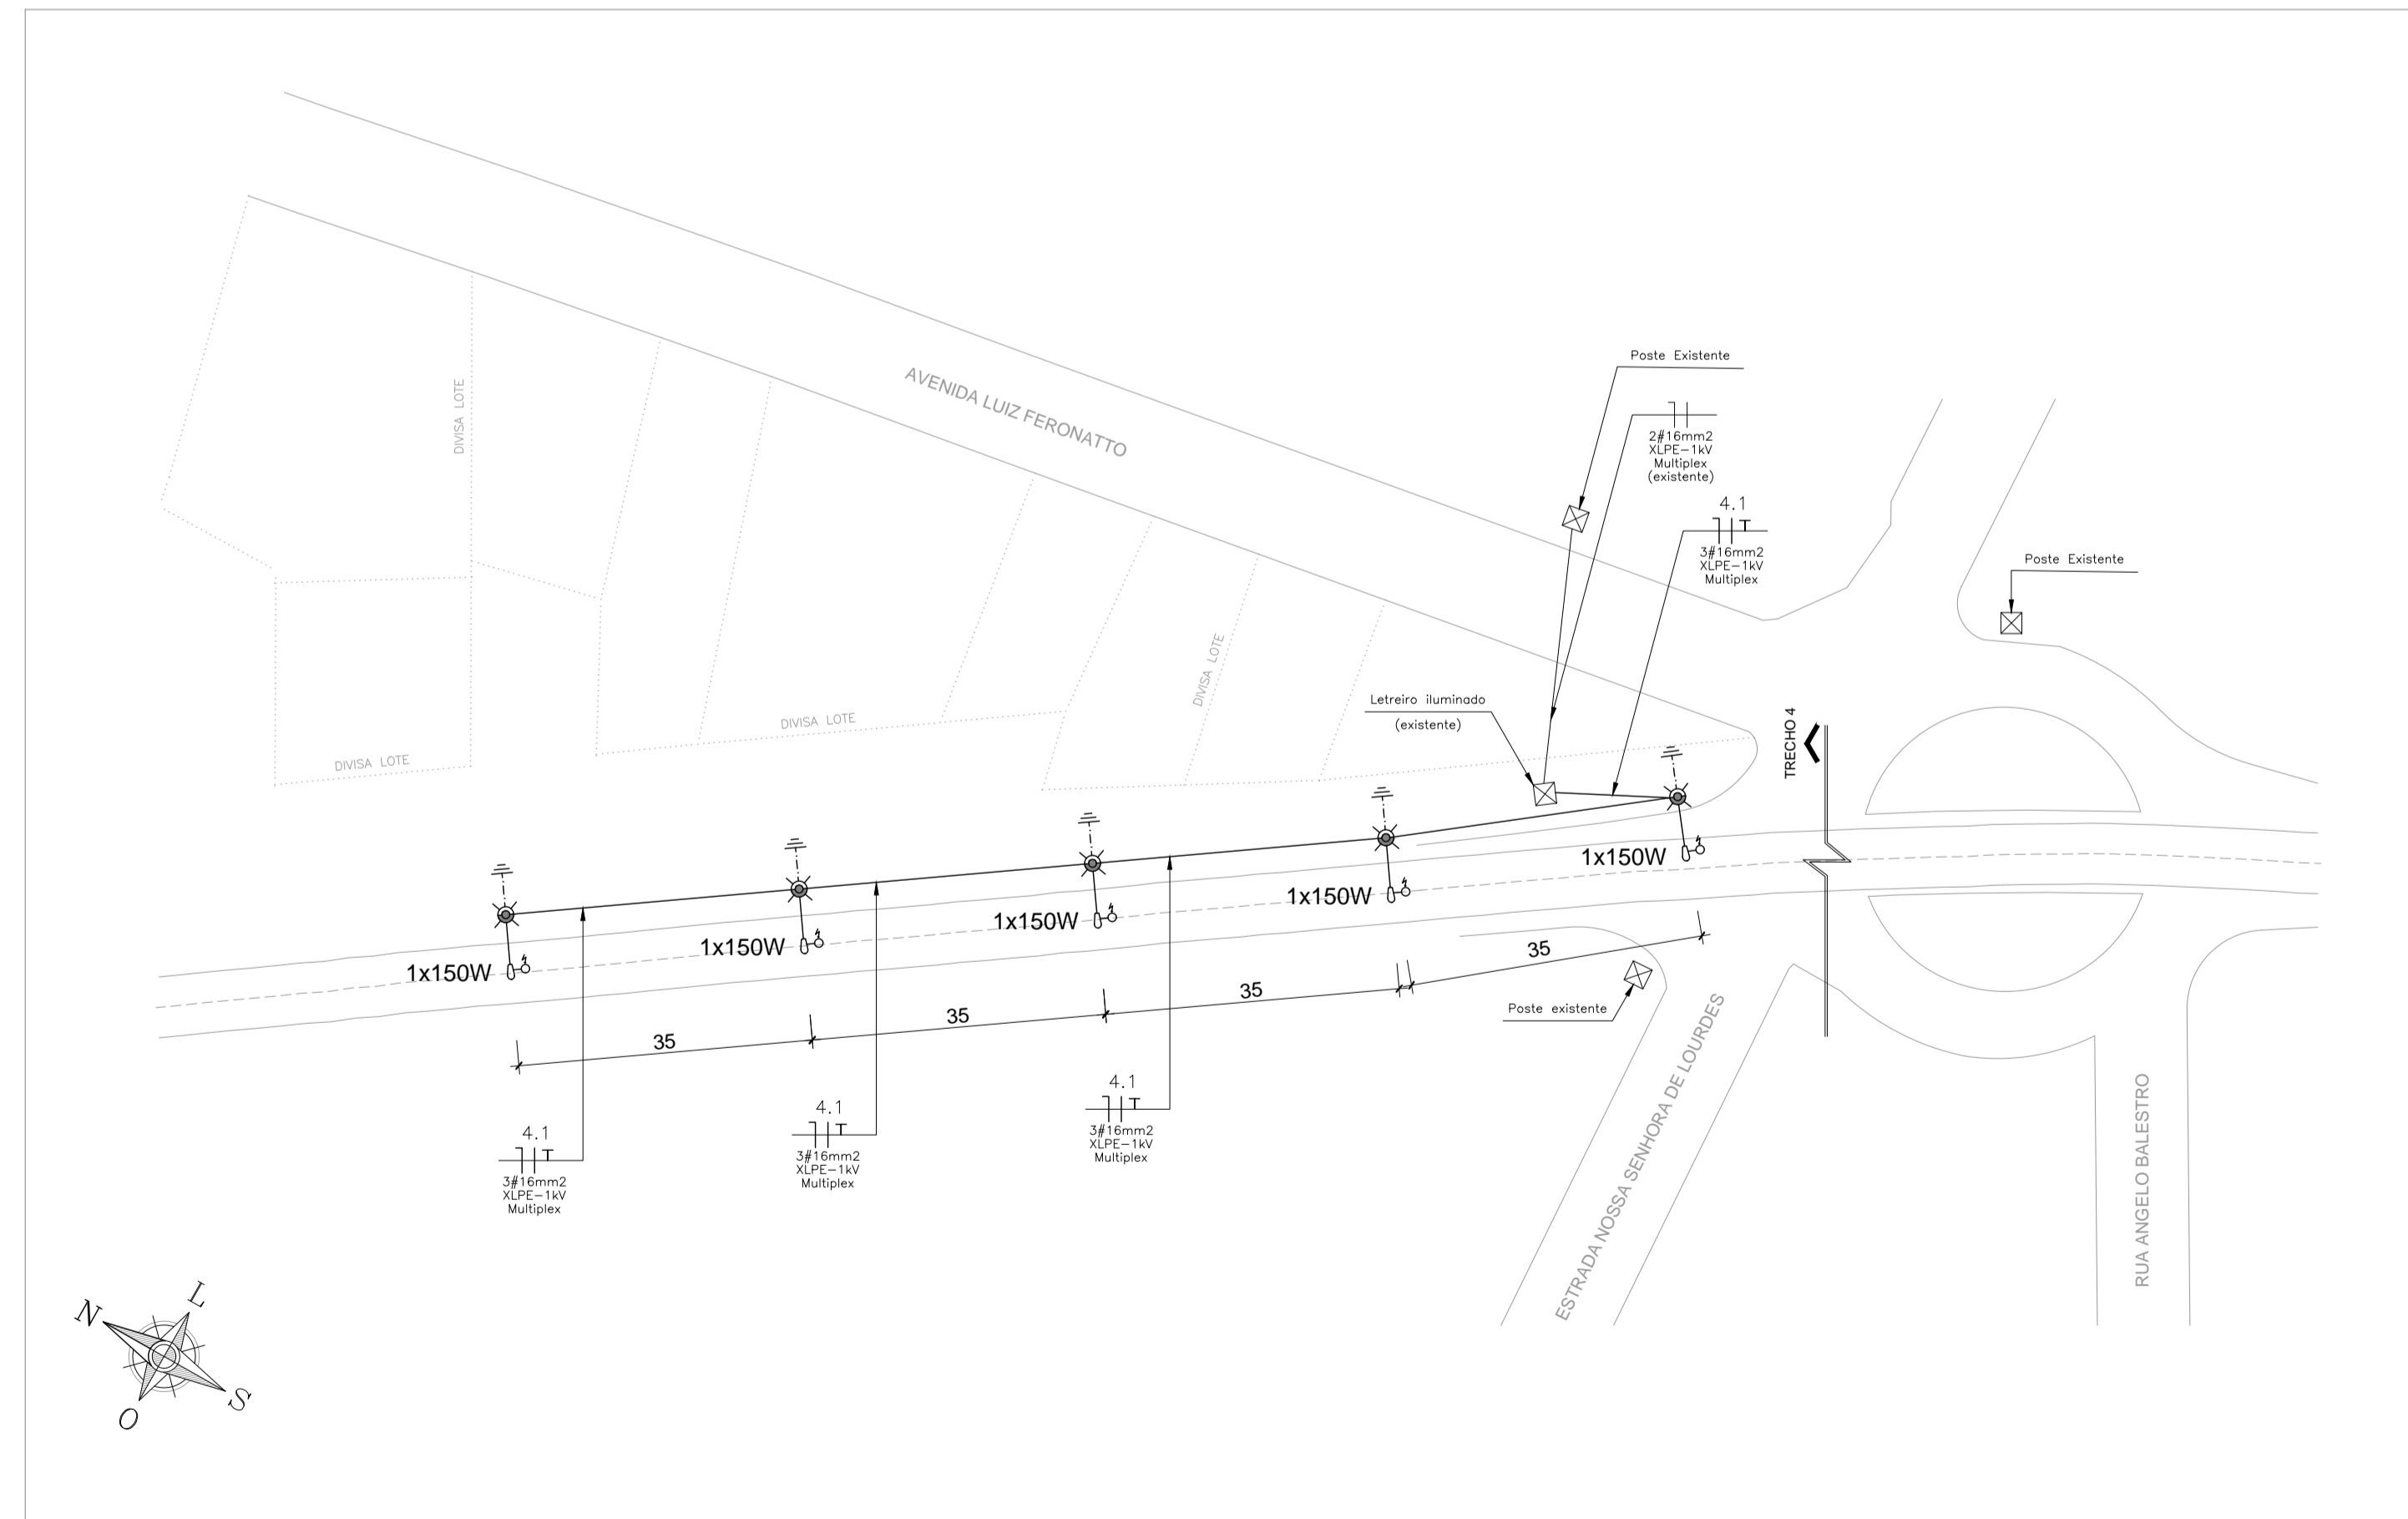 Poste Existente
2#16mm2
XLPE-1kV
Multiplex
(existente)
4.1
3#16mm2
XLPE-1kV
Multiplex
Poste Existente
AVENIDA LUIZ FERONATTO
DIVISA LOTE
DIVISA LOTE
DIVISA LOTE
DIVISA LOTE
Letreiro iluminado
(existente)
TRECHO 4
1x150W
1x150W
1x150W
1x150W
1x150W
35
35
35
35
Poste existente
4.1
3#16mm2
XLPE-1kV
Multiplex
4.1
3#16mm2
XLPE-1kV
Multiplex
4.1
3#16mm2
XLPE-1kV
Multiplex
ESTRADA NOSSA SENHORA DE LOURDES
RUA ANGELO BALESTRO
N
L
S
O